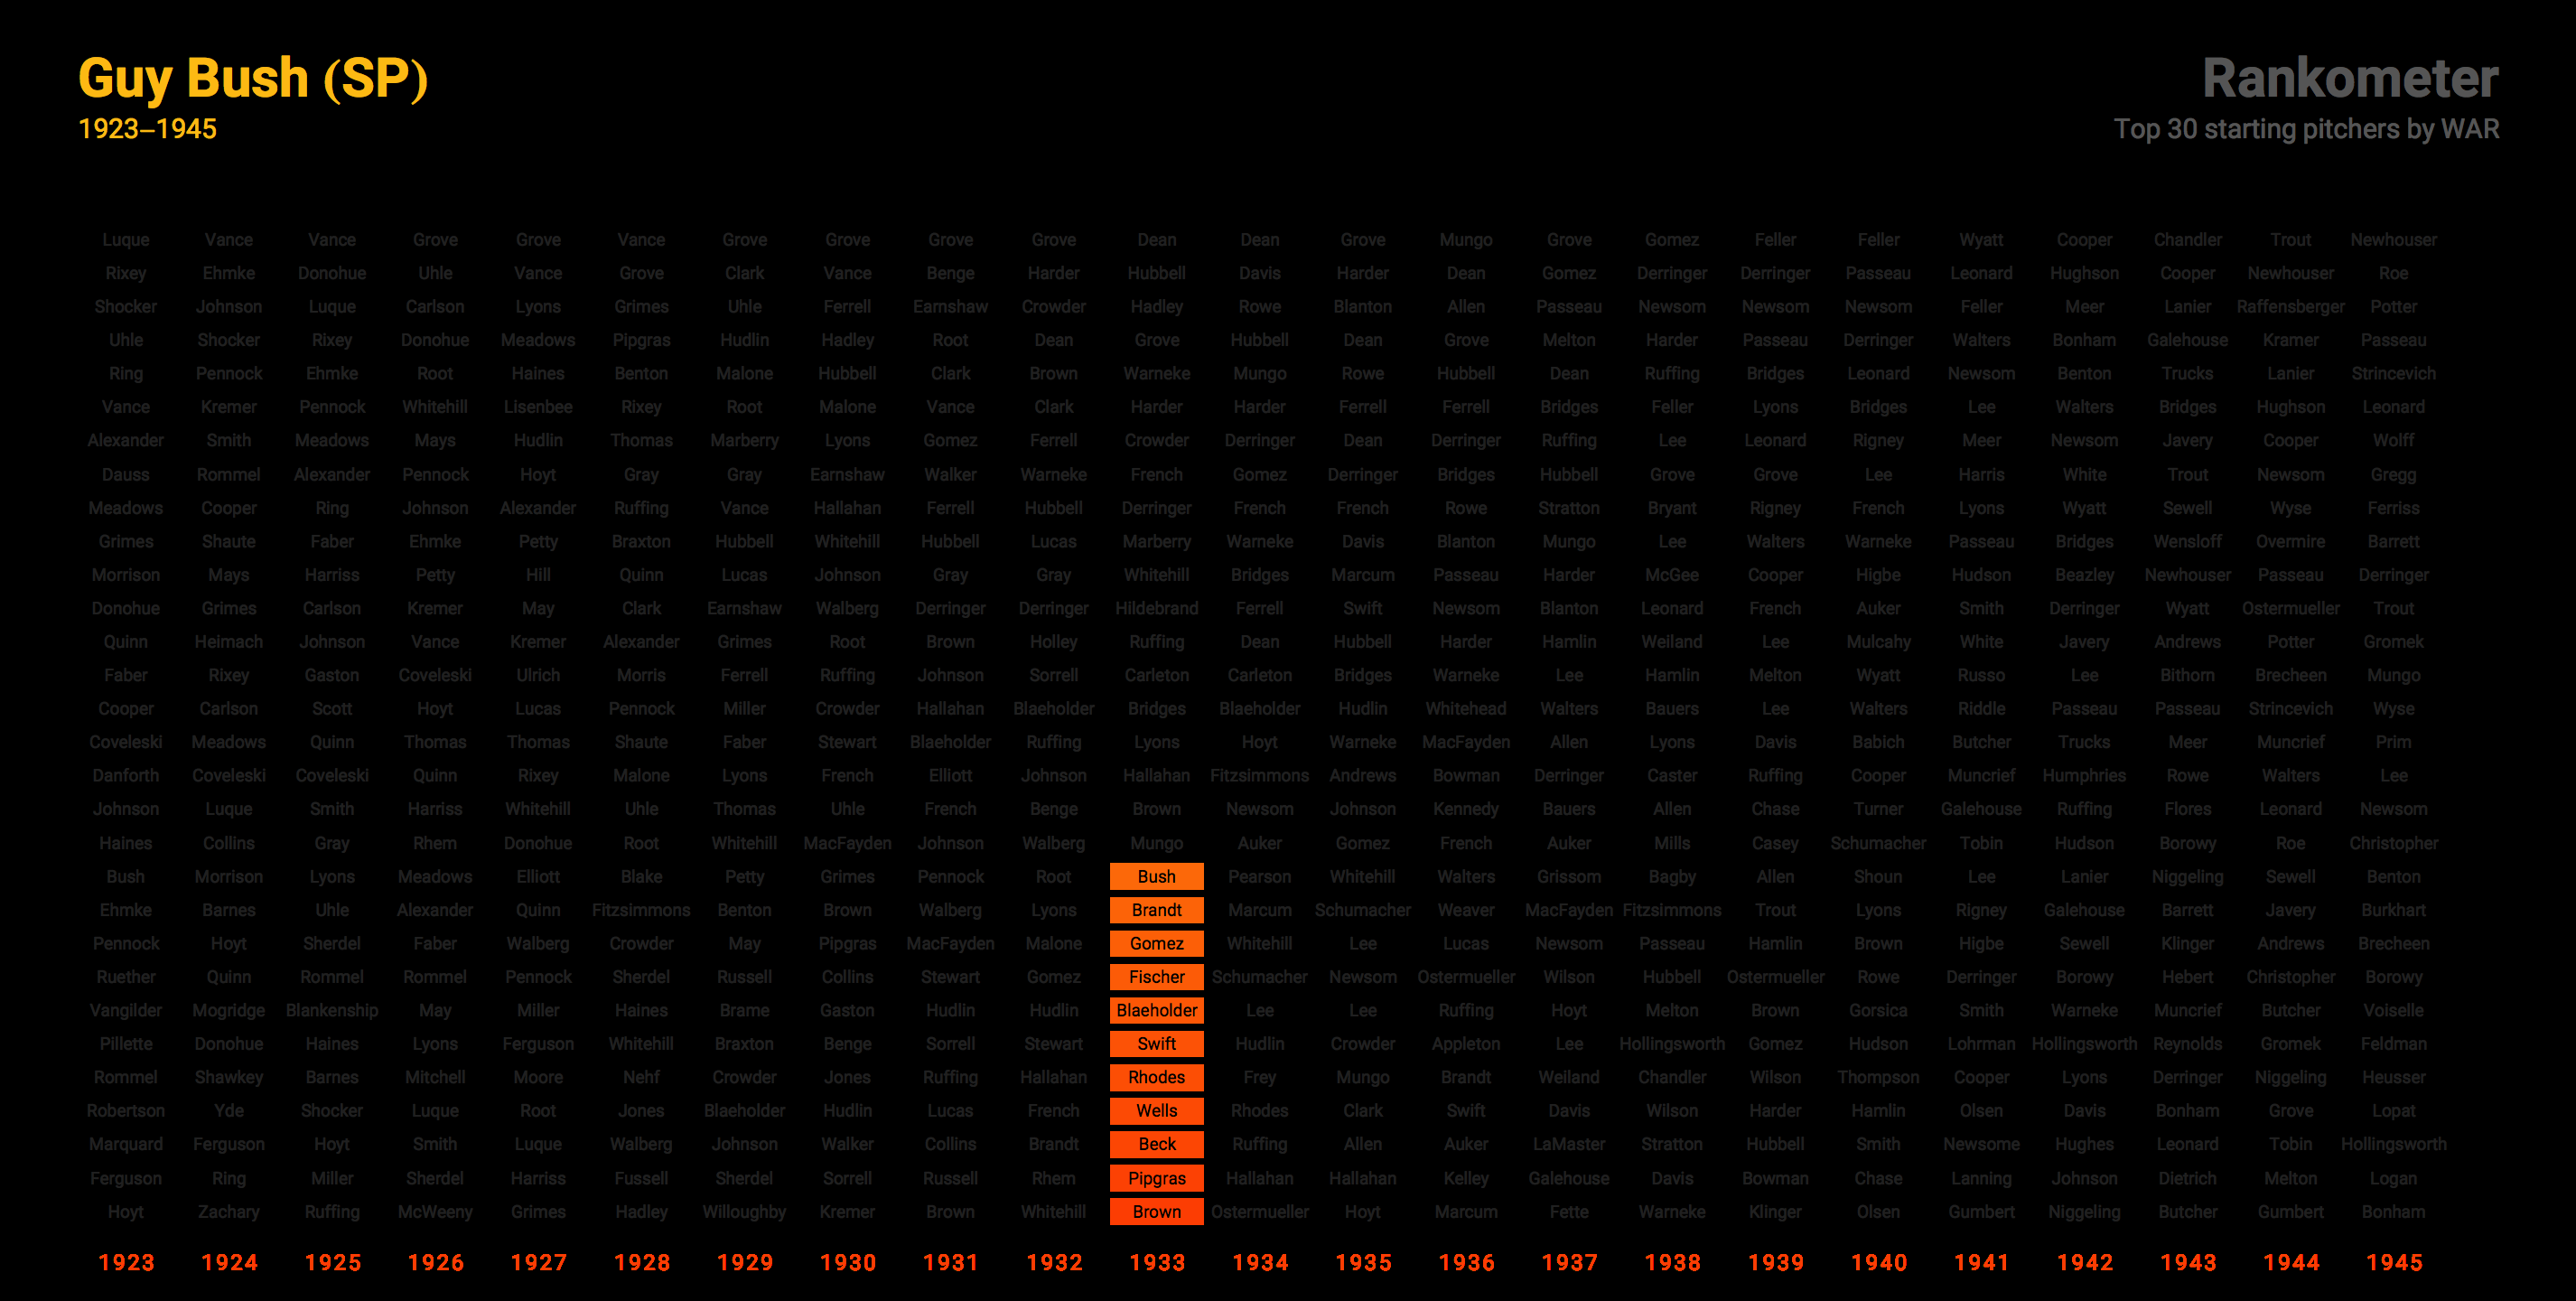 Guy Bush (SP)
Rankometer
1923–1945
Top 30 starting pitchers by WAR
Luque Vance Vance Grove Grove Vance Grove Grove Grove Grove Dean Dean Grove Mungo Grove Gomez Feller Feller Wyatt Cooper Chandler Trout Newhouser
Rixey Ehmke Donohue Uhle Vance Grove Clark Vance Benge Harder Hubbell Davis Harder Dean Gomez Derringer Derringer Passeau Leonard Hughson Cooper Newhouser Roe
Shocker Johnson Luque Carlson Lyons Grimes Uhle Ferrell Earnshaw Crowder Hadley Rowe Blanton Allen Passeau Newsom Newsom Newsom Feller Meer Lanier Raffensberger Potter
Uhle Shocker Rixey Donohue Meadows Pipgras Hudlin Hadley Root Dean Grove Hubbell Dean Grove Melton Harder Passeau Derringer Walters Bonham Galehouse Kramer Passeau
Ring Pennock Ehmke Root Haines Benton Malone Hubbell Clark Brown Warneke Mungo Rowe Hubbell Dean Ruffing Bridges Leonard Newsom Benton Trucks Lanier Strincevich
Vance Kremer Pennock Whitehill Lisenbee Rixey Root Malone Vance Clark Harder Harder Ferrell Ferrell Bridges Feller Lyons Bridges Lee Walters Bridges Hughson Leonard
Alexander Smith Meadows Mays Hudlin Thomas Marberry Lyons Gomez Ferrell Crowder Derringer Dean Derringer Ruffing Lee Leonard Rigney Meer Newsom Javery Cooper Wolff
Dauss Rommel Alexander Pennock Hoyt Gray Gray Earnshaw Walker Warneke French Gomez Derringer Bridges Hubbell Grove Grove Lee Harris White Trout Newsom Gregg
Meadows Cooper Ring Johnson Alexander Ruffing Vance Hallahan Ferrell Hubbell Derringer French French Rowe Stratton Bryant Rigney French Lyons Wyatt Sewell Wyse Ferriss
Grimes Shaute Faber Ehmke Petty Braxton Hubbell Whitehill Hubbell Lucas Marberry Warneke Davis Blanton Mungo Lee Walters Warneke Passeau Bridges Wensloff Overmire Barrett
Morrison Mays Harriss Petty Hill Quinn Lucas Johnson Gray Gray Whitehill Bridges Marcum Passeau Harder McGee Cooper Higbe Hudson Beazley Newhouser Passeau Derringer
Donohue Grimes Carlson Kremer May Clark Earnshaw Walberg Derringer Derringer Hildebrand Ferrell Swift Newsom Blanton Leonard French Auker Smith Derringer Wyatt Ostermueller Trout
Quinn Heimach Johnson Vance Kremer Alexander Grimes Root Brown Holley Ruffing Dean Hubbell Harder Hamlin Weiland Lee Mulcahy White Javery Andrews Potter Gromek
Faber Rixey Gaston Coveleski Ulrich Morris Ferrell Ruffing Johnson Sorrell Carleton Carleton Bridges Warneke Lee Hamlin Melton Wyatt Russo Lee Bithorn Brecheen Mungo
Cooper Carlson Scott Hoyt Lucas Pennock Miller Crowder Hallahan Blaeholder Bridges Blaeholder Hudlin Whitehead Walters Bauers Lee Walters Riddle Passeau Passeau Strincevich Wyse
Coveleski Meadows Quinn Thomas Thomas Shaute Faber Stewart Blaeholder Ruffing Lyons Hoyt Warneke MacFayden Allen Lyons Davis Babich Butcher Trucks Meer Muncrief Prim
Danforth Coveleski Coveleski Quinn Rixey Malone Lyons French Elliott Johnson Hallahan Fitzsimmons Andrews Bowman Derringer Caster Ruffing Cooper Muncrief Humphries Rowe Walters Lee
Johnson Luque Smith Harriss Whitehill Uhle Thomas Uhle French Benge Brown Newsom Johnson Kennedy Bauers Allen Chase Turner Galehouse Ruffing Flores Leonard Newsom
Haines Collins Gray Rhem Donohue Root Whitehill MacFayden Johnson Walberg Mungo Auker Gomez French Auker Mills Casey Schumacher Tobin Hudson Borowy Roe Christopher
Bush Morrison Lyons Meadows Elliott Blake Petty Grimes Pennock Root Bush Pearson Whitehill Walters Grissom Bagby Allen Shoun Lee Lanier Niggeling Sewell Benton
Ehmke Barnes Uhle Alexander Quinn Fitzsimmons Benton Brown Walberg Lyons Brandt Marcum Schumacher Weaver MacFayden Fitzsimmons Trout Lyons Rigney Galehouse Barrett Javery Burkhart
Pennock Hoyt Sherdel Faber Walberg Crowder May Pipgras MacFayden Malone Gomez Whitehill Lee Lucas Newsom Passeau Hamlin Brown Higbe Sewell Klinger Andrews Brecheen
Ruether Quinn Rommel Rommel Pennock Sherdel Russell Collins Stewart Gomez Fischer Schumacher Newsom Ostermueller Wilson Hubbell Ostermueller Rowe Derringer Borowy Hebert Christopher Borowy
Vangilder Mogridge Blankenship May Miller Haines Brame Gaston Hudlin Hudlin Blaeholder Lee Lee Ruffing Hoyt Melton Brown Gorsica Smith Warneke Muncrief Butcher Voiselle
Pillette Donohue Haines Lyons Ferguson Whitehill Braxton Benge Sorrell Stewart Swift Hudlin Crowder Appleton Lee Hollingsworth Gomez Hudson Lohrman Hollingsworth Reynolds Gromek Feldman
Rommel Shawkey Barnes Mitchell Moore Nehf Crowder Jones Ruffing Hallahan Rhodes Frey Mungo Brandt Weiland Chandler Wilson Thompson Cooper Lyons Derringer Niggeling Heusser
Robertson Yde Shocker Luque Root Jones Blaeholder Hudlin Lucas French Wells Rhodes Clark Swift Davis Wilson Harder Hamlin Olsen Davis Bonham Grove Lopat
Marquard Ferguson Hoyt Smith Luque Walberg Johnson Walker Collins Brandt Beck Ruffing Allen Auker LaMaster Stratton Hubbell Smith Newsome Hughes Leonard Tobin Hollingsworth
Ferguson Ring Miller Sherdel Harriss Fussell Sherdel Sorrell Russell Rhem Pipgras Hallahan Hallahan Kelley Galehouse Davis Bowman Chase Lanning Johnson Dietrich Melton Logan
Hoyt Zachary Ruffing McWeeny Grimes Hadley Willoughby Kremer Brown Whitehill Brown Ostermueller Hoyt Marcum Fette Warneke Klinger Olsen Gumbert Niggeling Butcher Gumbert Bonham
1923 1924 1925 1926 1927 1928 1929 1930 1931 1932 1933 1934 1935 1936 1937 1938 1939 1940 1941 1942 1943 1944 1945